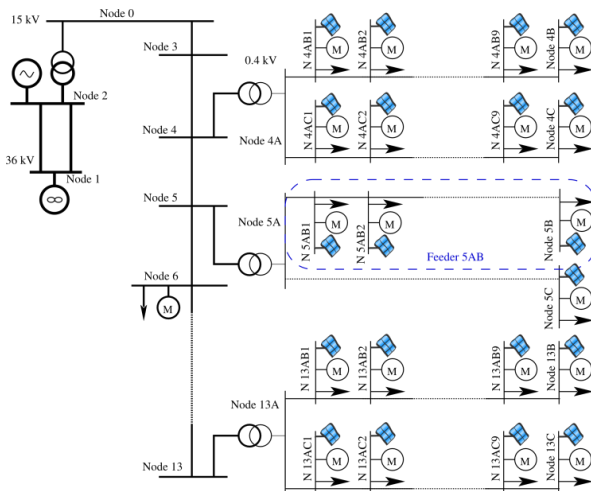 15 kV
Node 0
Node 3
0.4 kV
N 4AB1
M
N 4AB2
M
N 4AB9
M
Node 4B
M
Node 2
Node 4
Node 4A
N 4AC1
M
N 4AC2
M
N 4AC9
M
Node 4C
M
36 kV
Node 1
∞
Node 5
Node 5A
N 5AB1
M
N 5AB2
M
Node 5B
M
Feeder 5AB
Node 6
M
Node 5C
M
N 13AB1
M
N 13AB2
M
N 13AB9
M
Node 13B
M
Node 13A
Node 13
N 13AC1
M
N 13AC2
M
N 13AC9
M
Node 13C
M